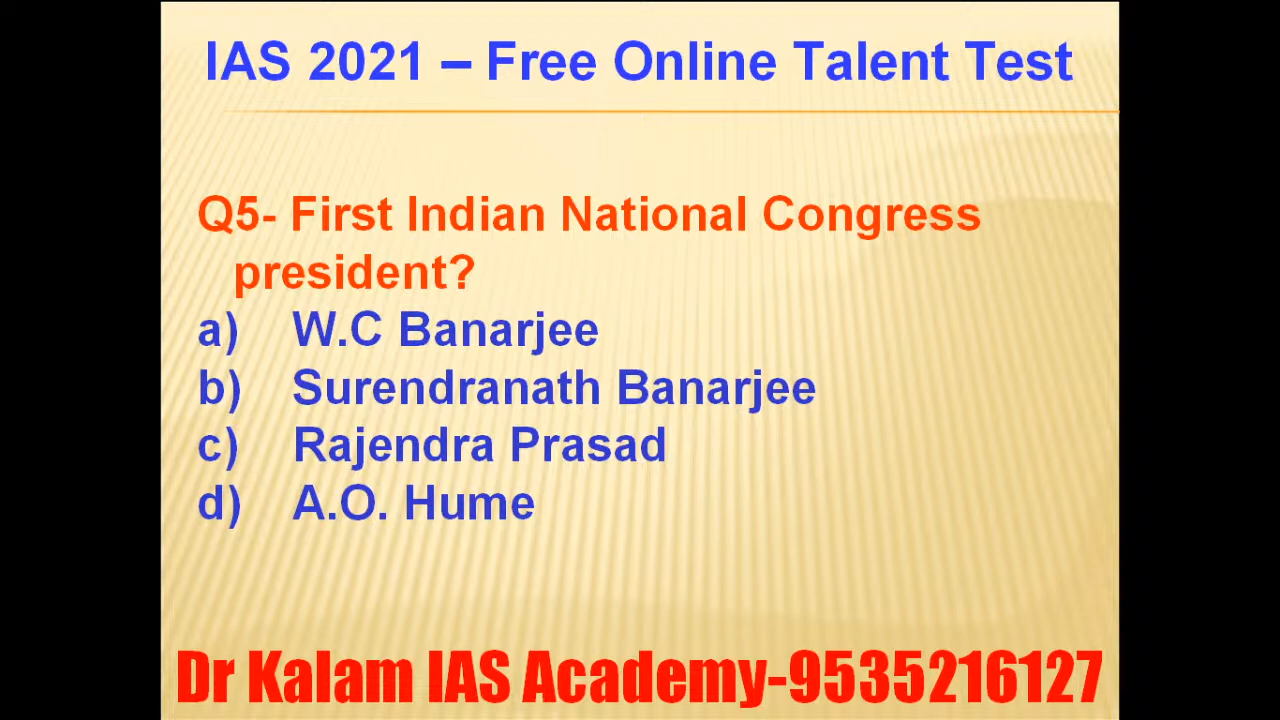 IAS 2021 – Free Online Talent Test
Q5- First Indian National Congress
president?
a) W.C Banarjee
b) Surendranath Banarjee
c) Rajendra Prasad
d) A.O. Hume
Dr Kalam IAS Academy-9535216127